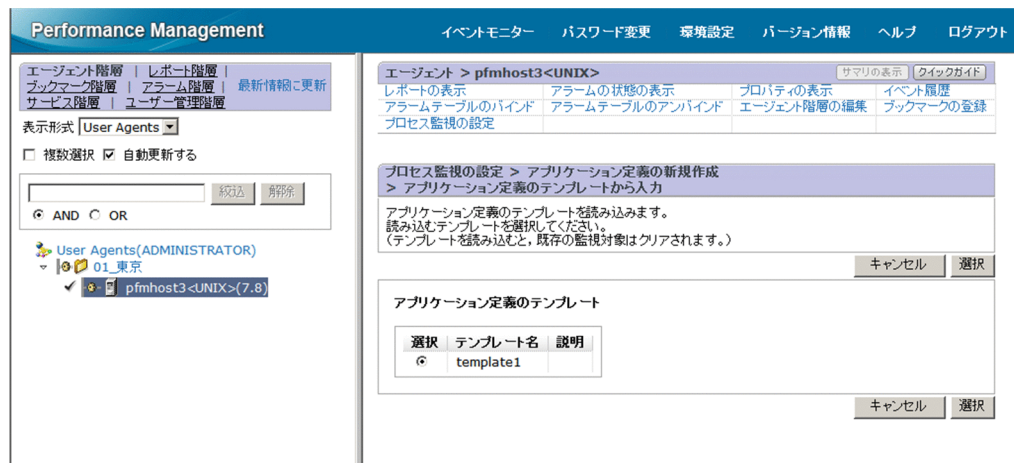 Performance Management
イベントモニター パスワード変更 環境設定 バージョン情報 ヘルプ ログアウト
エージェント階層 | レポート階層 |
ブックマーク階層 | アラーム階層 | 最新情報に更新
サービス階層 | ユーザー管理階層
表示形式 User Agents
複数選択 自動更新する
絞込 解除
AND OR
User Agents(ADMINISTRATOR)
01_東京
pfmhost3<UNIX>(7.8)
エージェント > pfmhost3<UNIX> サマリの表示 クイックガイド
レポートの表示 アラームの状態の表示 プロパティの表示 イベント履歴
アラームテーブルのバインド アラームテーブルのアンバインド エージェント階層の編集 ブックマークの登録
プロセス監視の設定
プロセス監視の設定 > アプリケーション定義の新規作成
> アプリケーション定義のテンプレートから入力
アプリケーション定義のテンプレートを読み込みます。
読み込むテンプレートを選択してください。
(テンプレートを読み込むと,既存の監視対象はクリアされます。)
キャンセル 選択
アプリケーション定義のテンプレート
選択 テンプレート名 説明
template1
キャンセル 選択